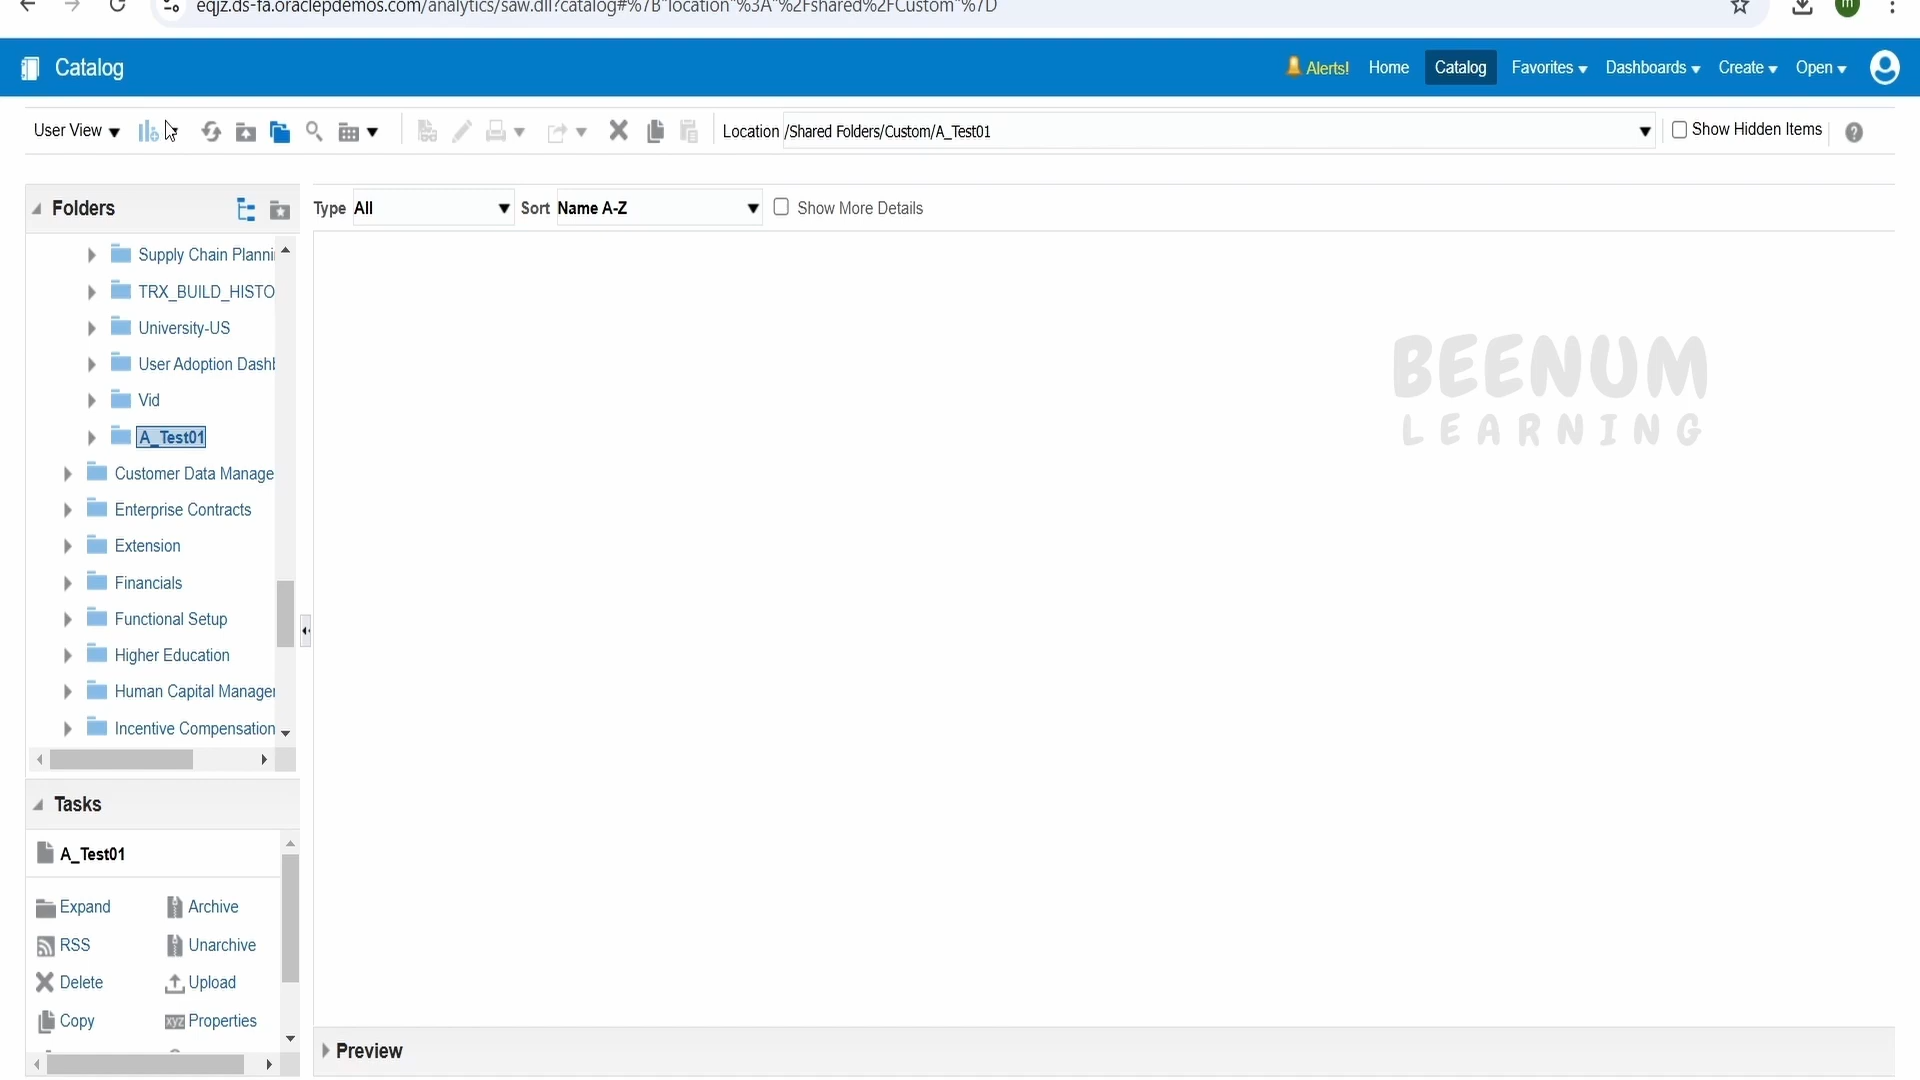 eqjz.ds-fa.oraclepdemos.com/analytics/saw.dll?catalog#%7B"location"%3A"%2Fshared%2FCustom"%7D
m
Catalog
Alerts! Home Catalog Favorites Dashboards Create Open
User View
Location /Shared Folders/Custom/A_Test01
Show Hidden Items
Folders
Type All Sort Name A-Z Show More Details
Supply Chain Planni
TRX_BUILD_HISTO
University-US
User Adoption Dash
Vid
A_Test01
Customer Data Manage
Enterprise Contracts
Extension
Financials
Functional Setup
Higher Education
Human Capital Manager
Incentive Compensation
BEENUM
LEARNING
Tasks
A_Test01
Expand Archive
RSS Unarchive
Delete Upload
Copy xyz Properties
Preview